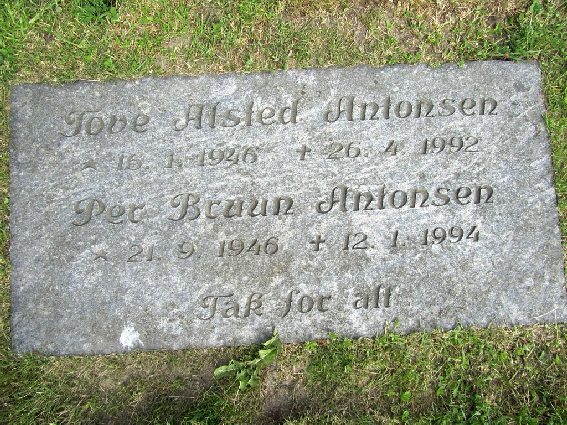 Tove Alsted Antonsen
* 16. 1. 1946 + 26. 4. 1992
Per Bruun Antonsen
* 21. 9. 1946 + 12. 1. 1994
Tak for alt